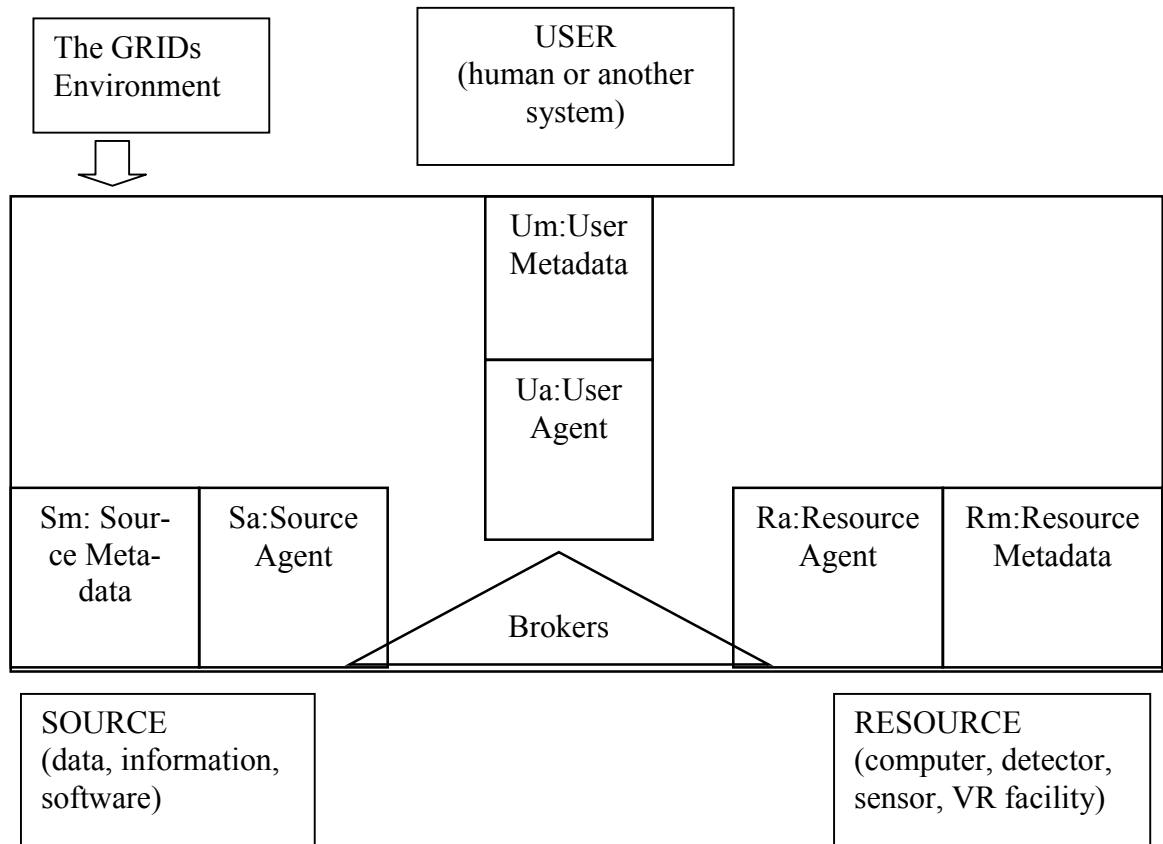 The GRIDs
Environment
USER
(human or another
system)
Um:User
Metadata
Ua:User
Agent
Sm: Sour-
ce Meta-
data
Sa:Source
Agent
Brokers
Ra:Resource
Agent
Rm:Resource
Metadata
SOURCE
(data, information,
software)
RESOURCE
(computer, detector,
sensor, VR facility)